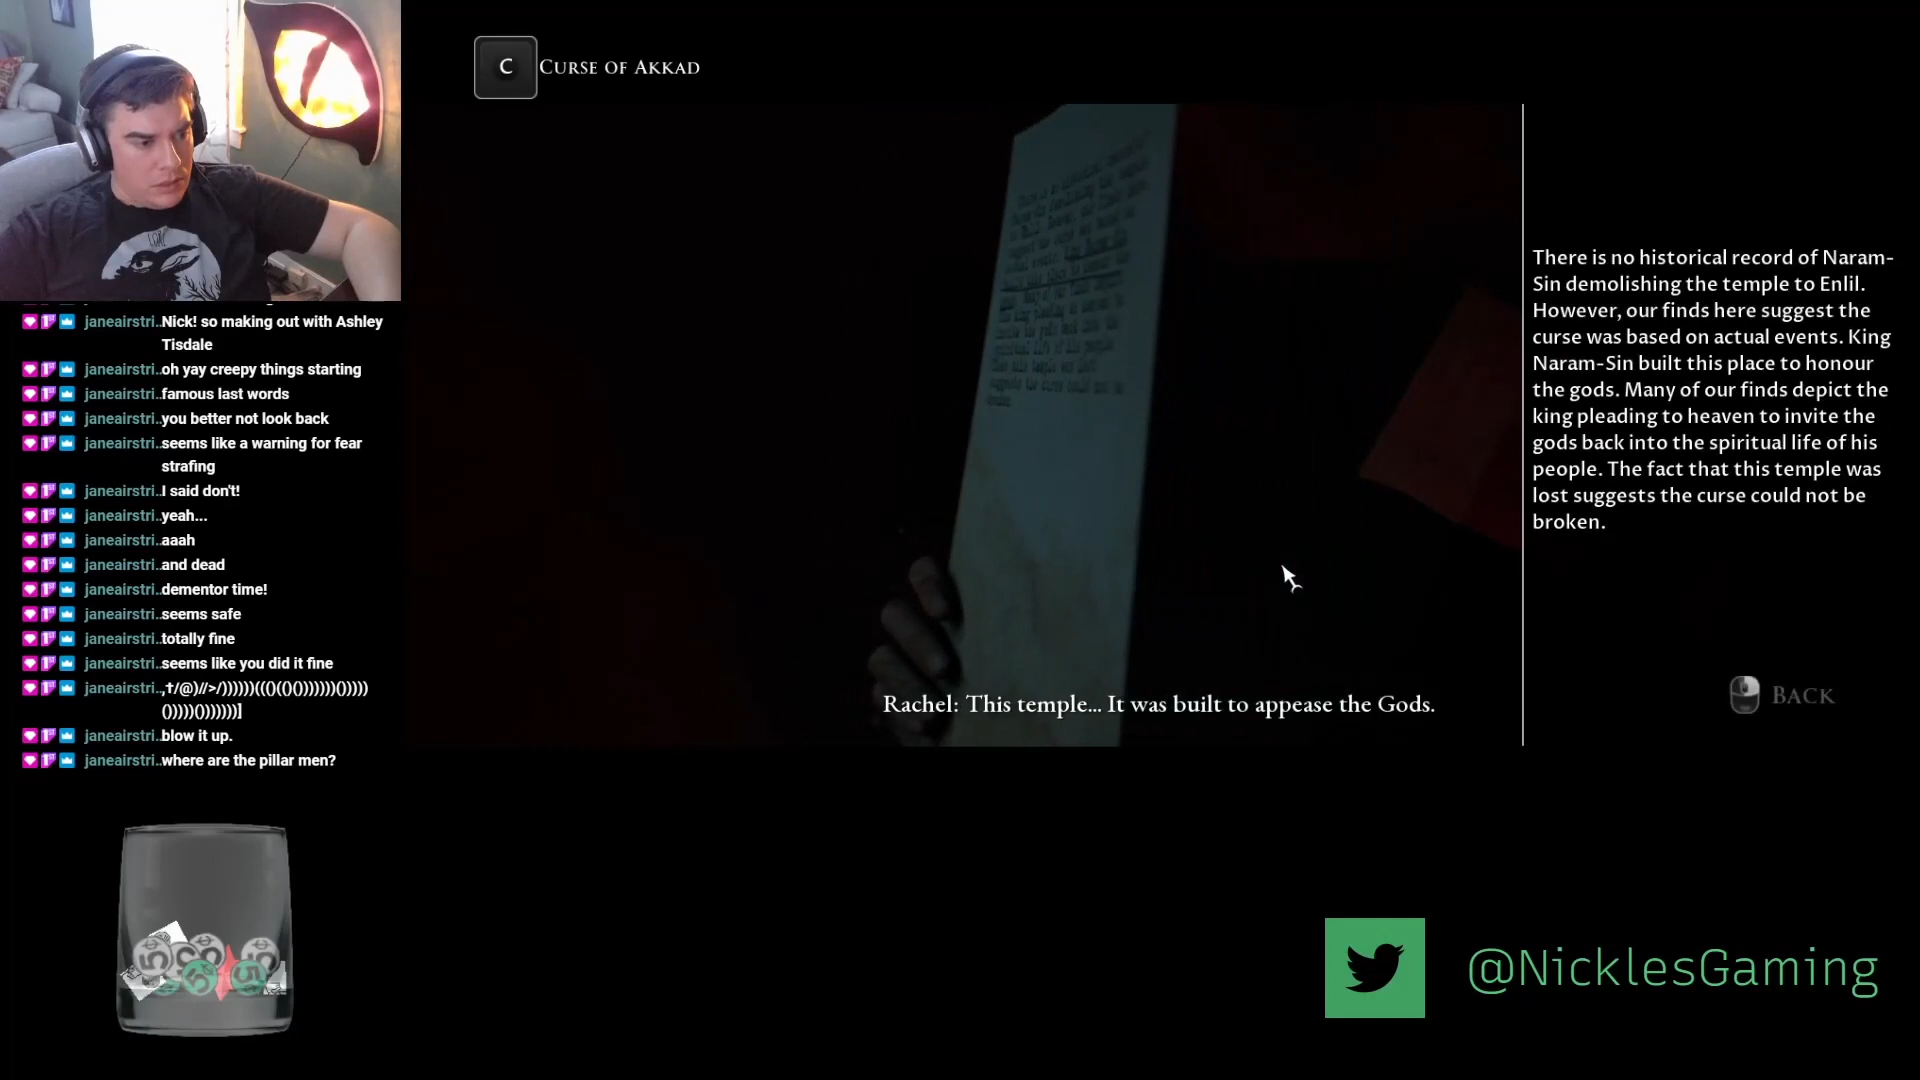 C CURSE OF AKKAD
janeairstri..Nick! so making out with Ashley
Tisdale
janeairstri..oh yay creepy things starting
janeairstri..famous last words
janeairstri..you better not look back
janeairstri..seems like a warning for fear
strafing
janeairstri..I said don't!
janeairstri..yeah...
janeairstri..aaah
janeairstri..and dead
janeairstri..dementor time!
janeairstri..seems safe
janeairstri..totally fine
janeairstri..seems like you did it fine
janeairstri..,†/@)//>/))))))((()(()()))))))())))))
())))))()))))))]
janeairstri..blow it up.
janeairstri..where are the pillar men?
There is no historical record of Naram-
Sin demolishing the temple to Enlil.
However, our finds here suggest the
curse was based on actual events. King
Naram-Sin built this place to honour
the gods. Many of our finds depict the
king pleading to heaven to invite the
gods back into the spiritual life of his
people. The fact that this temple was
lost suggests the curse could not be
broken.
BACK
Rachel: This temple... It was built to appease the Gods.
@NicklesGaming